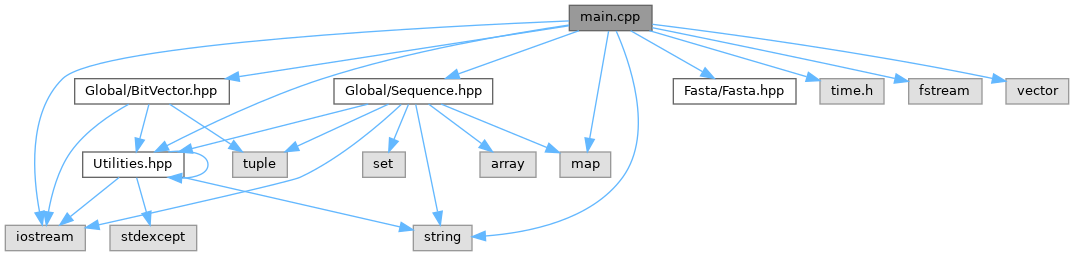 main.cpp
Global/BitVector.hpp
Global/Sequence.hpp
Fasta/Fasta.hpp
time.h
fstream
vector
Utilities.hpp
tuple
set
array
map
iostream
stdexcept
string